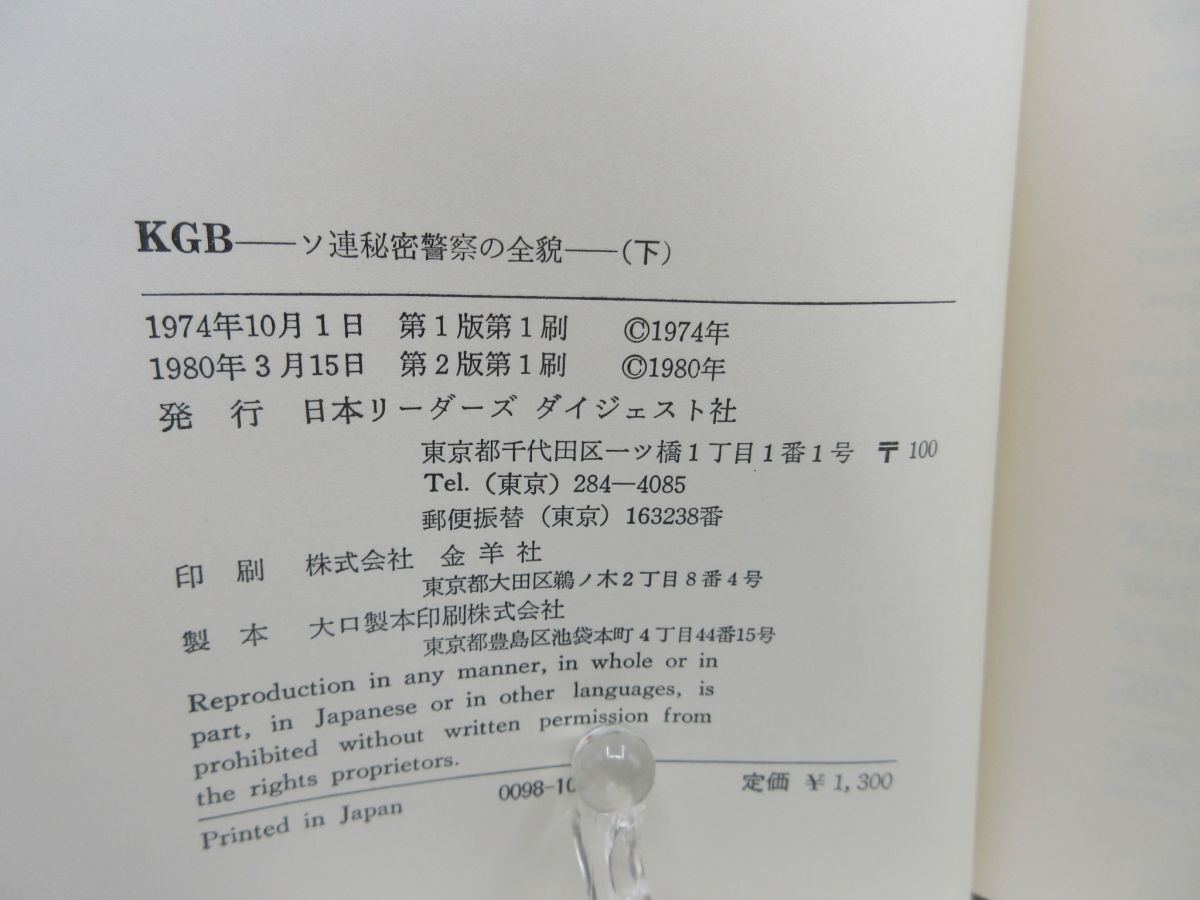 KGB——ソ連秘密警察の全貌——(下)
1974年10月1日 第1版第1刷 ©1974年
1980年3月15日 第2版第1刷 ©1980年
発行 日本リーダーズ ダイジェスト社
東京都千代田区一ツ橋1丁目1番1号 〒100
Tel. (東京) 284—4085
郵便振替 (東京) 163238番
印刷 株式会社 金羊社
東京都大田区鵜ノ木2丁目8番4号
製本 大口製本印刷株式会社
東京都豊島区池袋本町4丁目44番15号
Reproduction in any manner, in whole or in
part, in Japanese or in other languages, is
prohibited without written permission from
the rights proprietors.
Printed in Japan 0098-10 定価 ¥1,300